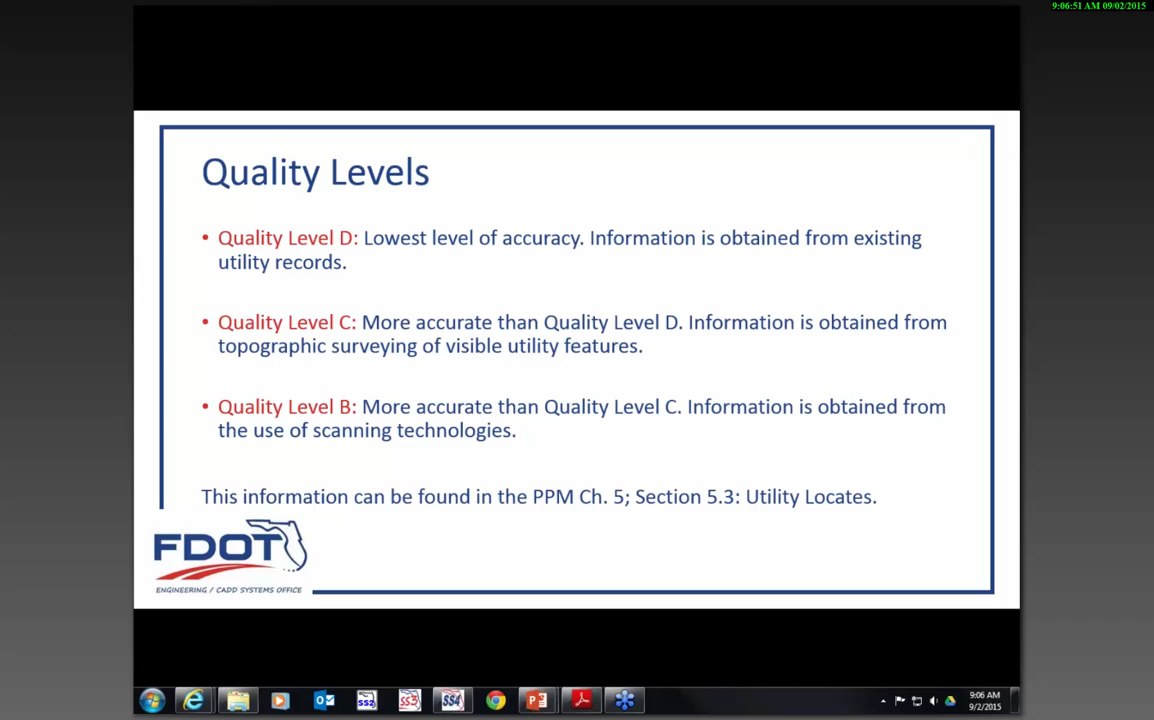 9:06:51 AM 09/02/2015
Quality Levels
• Quality Level D: Lowest level of accuracy. Information is obtained from existing
utility records.
• Quality Level C: More accurate than Quality Level D. Information is obtained from
topographic surveying of visible utility features.
• Quality Level B: More accurate than Quality Level C. Information is obtained from
the use of scanning technologies.
This information can be found in the PPM Ch. 5; Section 5.3: Utility Locates.
FDOT
ENGINEERING / CADD SYSTEMS OFFICE
SS2
SS3
SS4
9:06 AM
9/2/2015